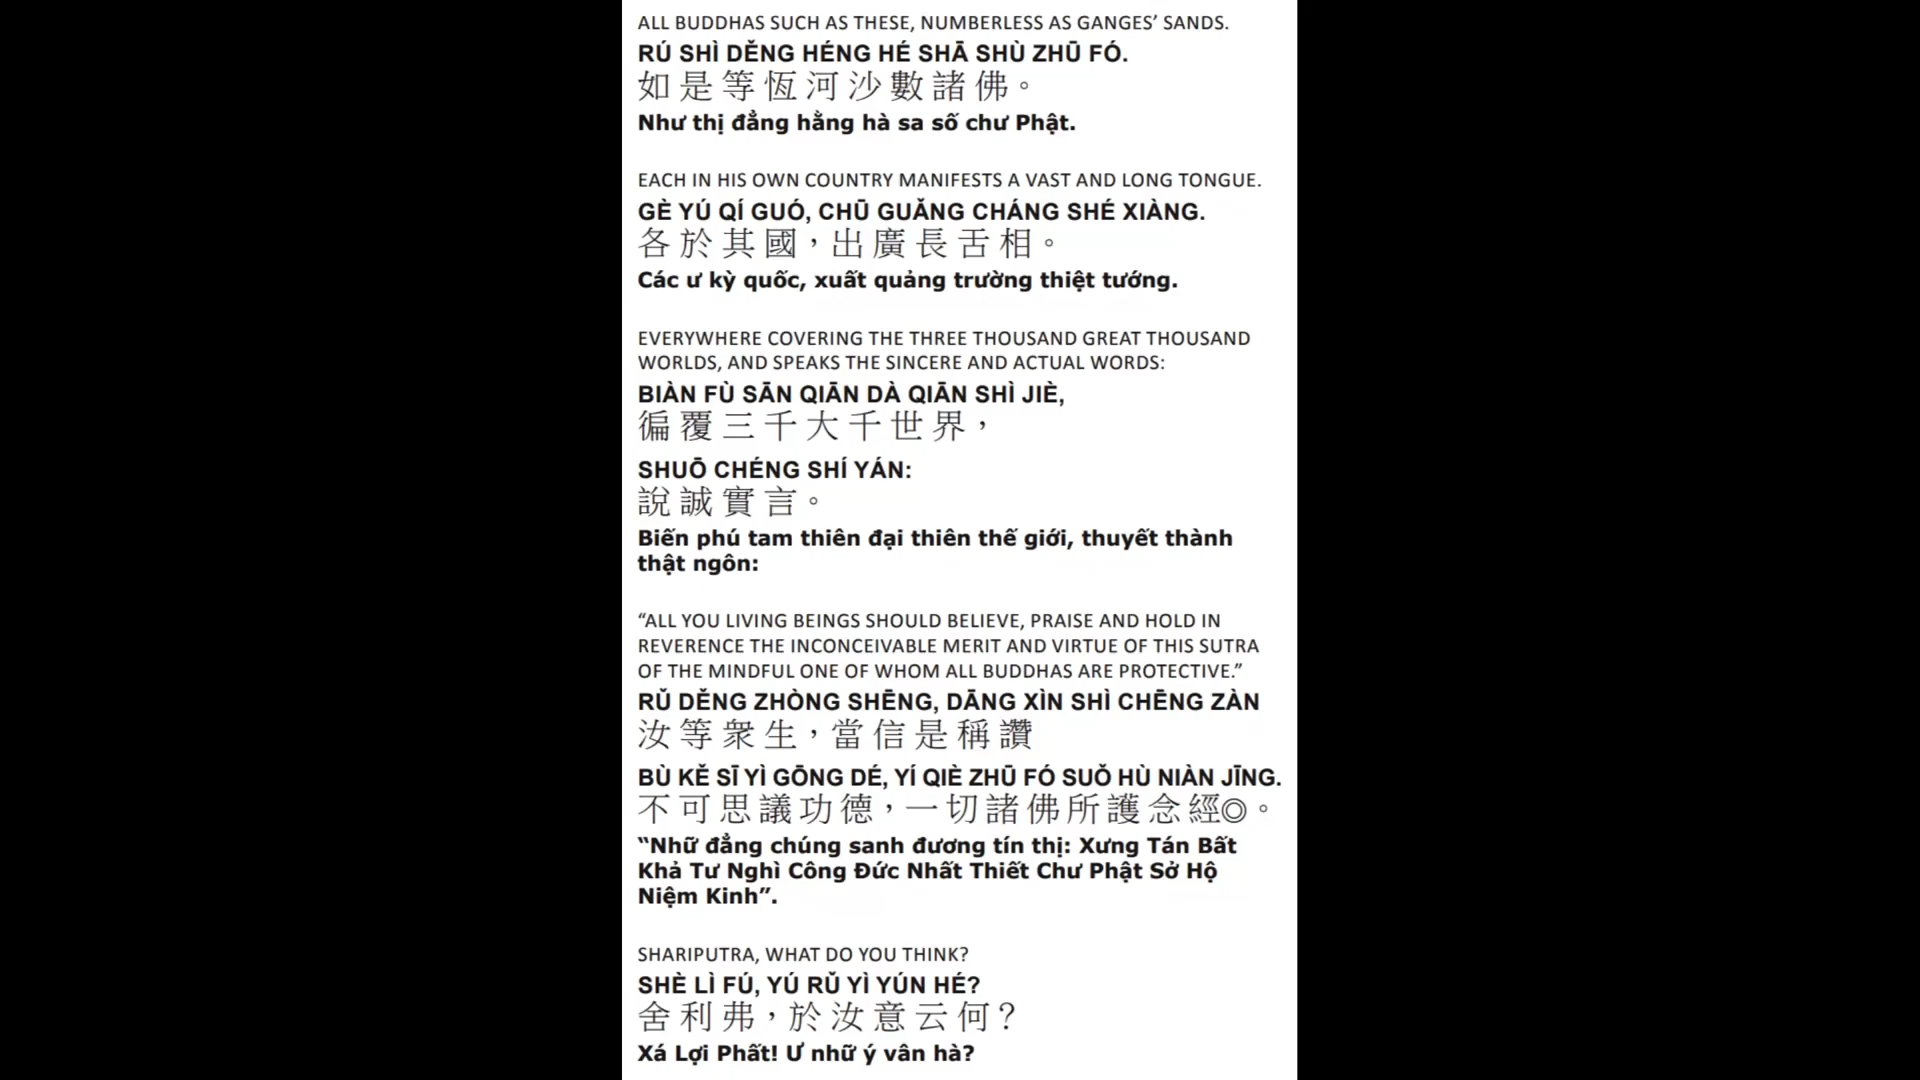 ALL BUDDHAS SUCH AS THESE, NUMBERLESS AS GANGES’ SANDS.
RÚ SHÌ DĚNG HÉNG HÉ SHĀ SHÙ ZHŪ FÓ.
如是等恆河沙數諸佛。
Như thị đẳng hằng hà sa số chư Phật.
EACH IN HIS OWN COUNTRY MANIFESTS A VAST AND LONG TONGUE.
GÈ YÚ QÍ GUÓ, CHŪ GUǍNG CHÁNG SHÉ XIÀNG.
各於其國，出廣長舌相。
Các ư kỳ quốc, xuất quảng trường thiệt tướng.
EVERYWHERE COVERING THE THREE THOUSAND GREAT THOUSAND
WORLDS, AND SPEAKS THE SINCERE AND ACTUAL WORDS:
BIÀN FÙ SĀN QIĀN DÀ QIĀN SHÌ JIÈ,
徧覆三千大千世界，
SHUŌ CHÉNG SHÍ YÁN:
說誠實言。
Biến phú tam thiên đại thiên thế giới, thuyết thành
thật ngôn:
“ALL YOU LIVING BEINGS SHOULD BELIEVE, PRAISE AND HOLD IN
REVERENCE THE INCONCEIVABLE MERIT AND VIRTUE OF THIS SUTRA
OF THE MINDFUL ONE OF WHOM ALL BUDDHAS ARE PROTECTIVE.”
RǓ DĚNG ZHÒNG SHĒNG, DĀNG XÌN SHÌ CHĒNG ZÀN
汝等衆生，當信是稱讚
BÙ KĚ SĪ YÌ GŌNG DÉ, YÍ QIÈ ZHŪ FÓ SUǑ HÙ NIÀN JĪNG.
不可思議功德，一切諸佛所護念經◎。
“Nhữ đẳng chúng sanh đương tín thị: Xưng Tán Bất
Khả Tư Nghì Công Đức Nhất Thiết Chư Phật Sở Hộ
Niệm Kinh”.
SHARIPUTRA, WHAT DO YOU THINK?
SHÈ LÌ FÚ, YÚ RǓ YÌ YÚN HÉ?
舍利弗，於汝意云何？
Xá Lợi Phất! Ư nhữ ý vân hà?